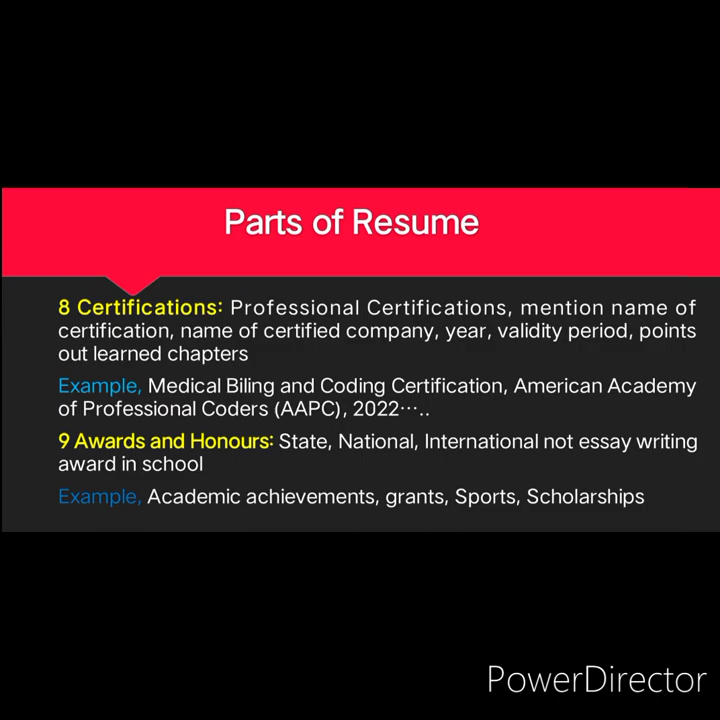 Parts of Resume
8 Certifications: Professional Certifications, mention name of
certification, name of certified company, year, validity period, points
out learned chapters
Example, Medical Biling and Coding Certification, American Academy
of Professional Coders (AAPC), 2022.....
9 Awards and Honours: State, National, International not essay writing
award in school
Example, Academic achievements, grants, Sports, Scholarships
PowerDirector